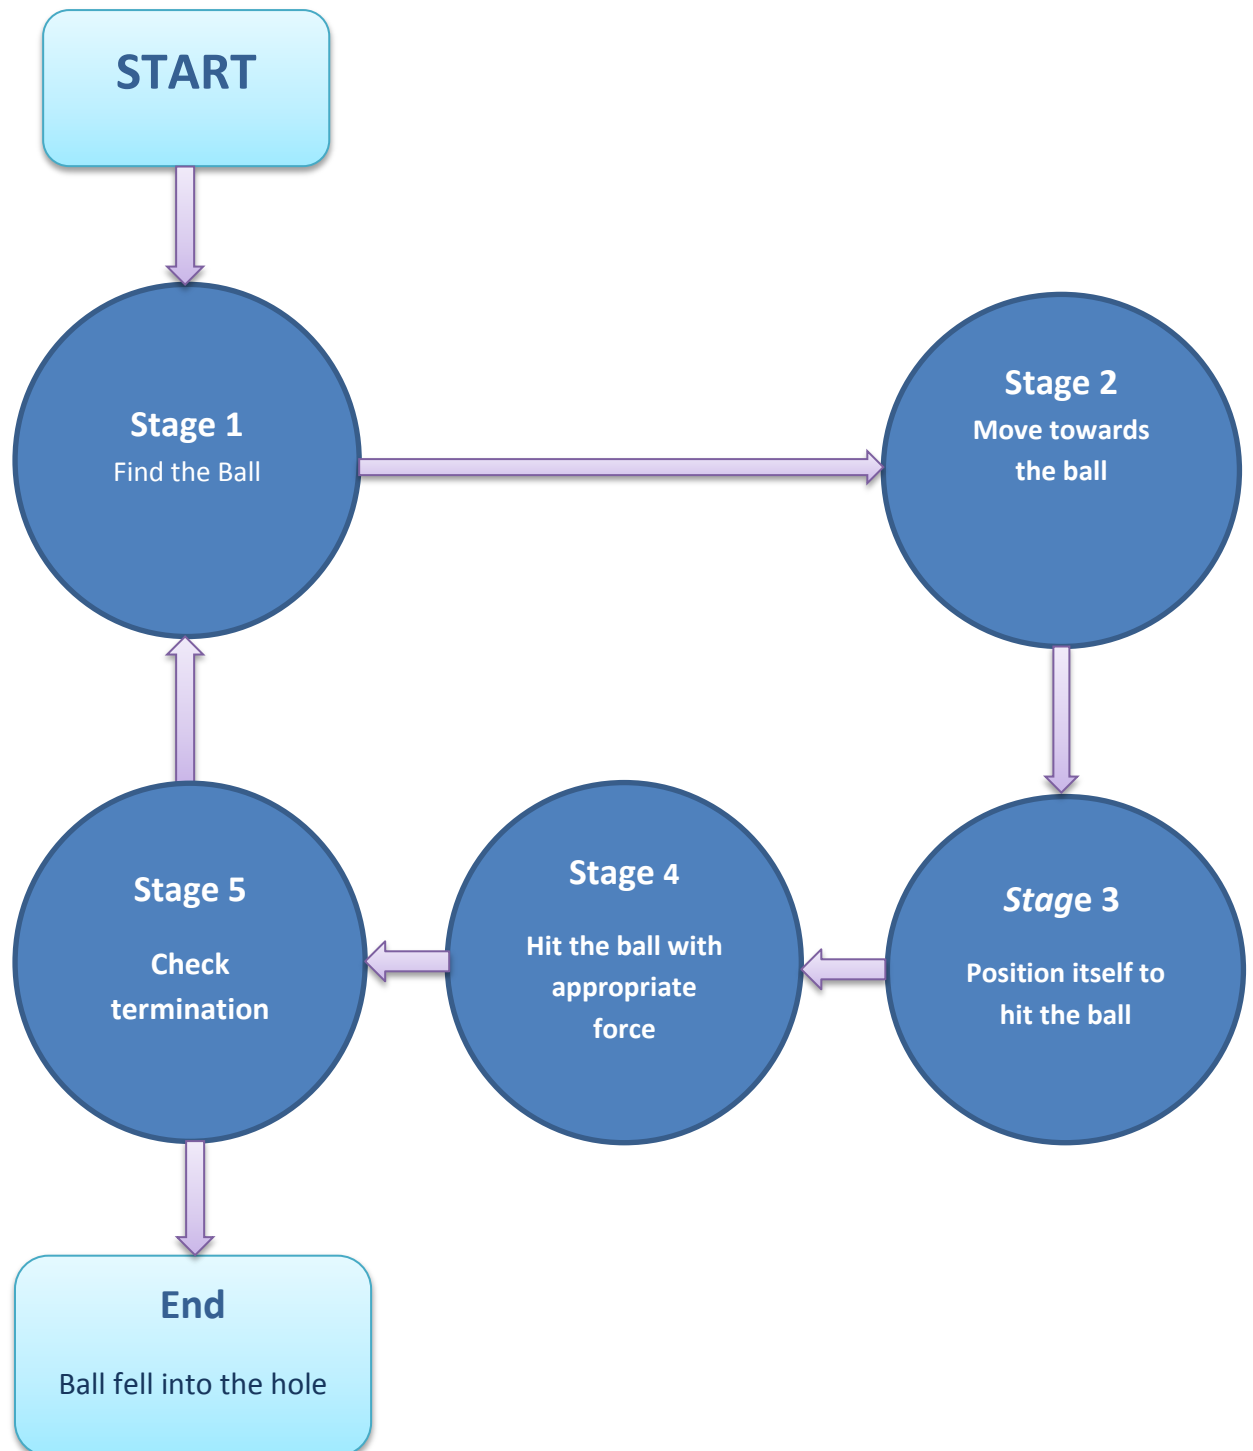 START
Stage 1
Find the Ball
Stage 2
Move towards
the ball
Stage 3
Position itself to
hit the ball
Stage 4
Hit the ball with
appropriate
force
Stage 5
Check
termination
End
Ball fell into the hole